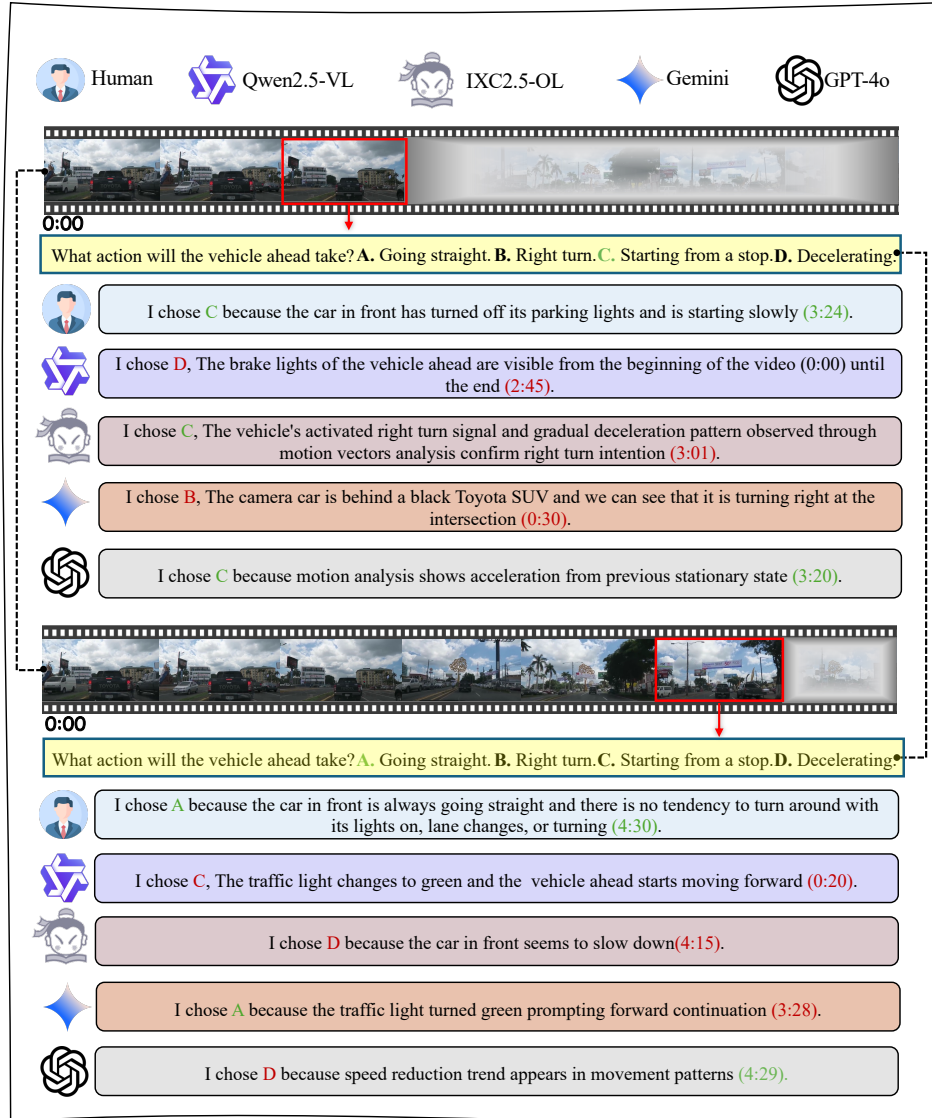 Human Qwen2.5-VL IXC2.5-OL Gemini GPT-4o
0:00
What action will the vehicle ahead take? A. Going straight. B. Right turn. C. Starting from a stop. D. Decelerating.
I chose C because the car in front has turned off its parking lights and is starting slowly (3:24).
I chose D, The brake lights of the vehicle ahead are visible from the beginning of the video (0:00) until
the end (2:45).
I chose C, The vehicle's activated right turn signal and gradual deceleration pattern observed through
motion vectors analysis confirm right turn intention (3:01).
I chose B, The camera car is behind a black Toyota SUV and we can see that it is turning right at the
intersection (0:30).
I chose C because motion analysis shows acceleration from previous stationary state (3:20).
0:00
What action will the vehicle ahead take? A. Going straight. B. Right turn. C. Starting from a stop. D. Decelerating.
I chose A because the car in front is always going straight and there is no tendency to turn around with
its lights on, lane changes, or turning (4:30).
I chose C, The traffic light changes to green and the vehicle ahead starts moving forward (0:20).
I chose D because the car in front seems to slow down(4:15).
I chose A because the traffic light turned green prompting forward continuation (3:28).
I chose D because speed reduction trend appears in movement patterns (4:29).